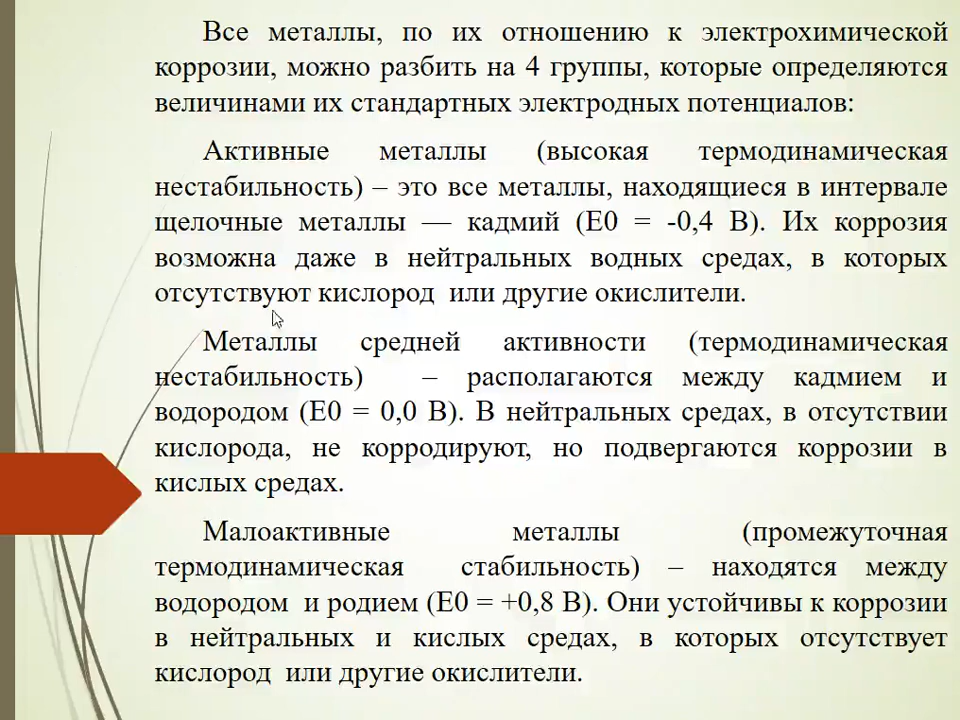 Все металлы, по их отношению к электрохимической
коррозии, можно разбить на 4 группы, которые определяются
величинами их стандартных электродных потенциалов:
Активные металлы (высокая термодинамическая
нестабильность) – это все металлы, находящиеся в интервале
щелочные металлы — кадмий (Е0 = -0,4 В). Их коррозия
возможна даже в нейтральных водных средах, в которых
отсутствуют кислород или другие окислители.
Металлы средней активности (термодинамическая
нестабильность) – располагаются между кадмием и
водородом (Е0 = 0,0 В). В нейтральных средах, в отсутствии
кислорода, не корродируют, но подвергаются коррозии в
кислых средах.
Малоактивные металлы (промежуточная
термодинамическая стабильность) – находятся между
водородом и родием (Е0 = +0,8 В). Они устойчивы к коррозии
в нейтральных и кислых средах, в которых отсутствует
кислород или другие окислители.